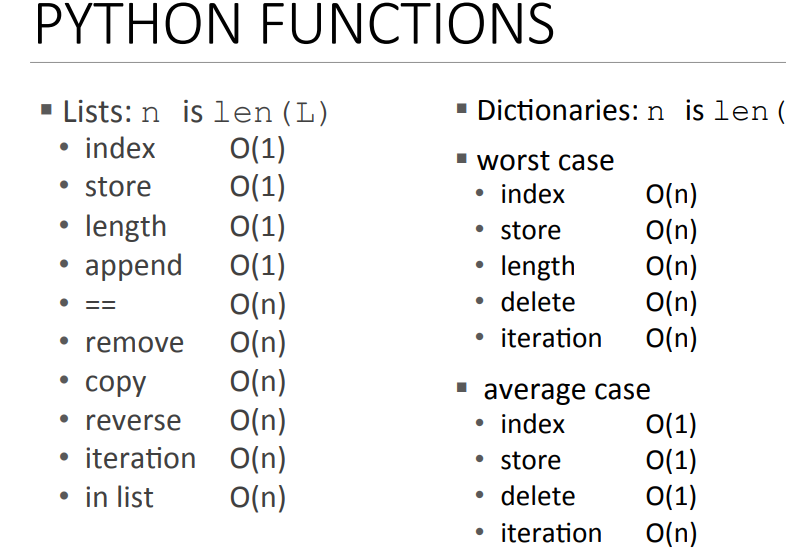 PYTHON FUNCTIONS
Lists: n is len(L)
index O(1)
store O(1)
length O(1)
append O(1)
== O(n)
remove O(n)
copy O(n)
reverse O(n)
iteration O(n)
in list O(n)
Dictionaries: n is len(
worst case
index O(n)
store O(n)
length O(n)
delete O(n)
iteration O(n)
average case
index O(1)
store O(1)
delete O(1)
iteration O(n)